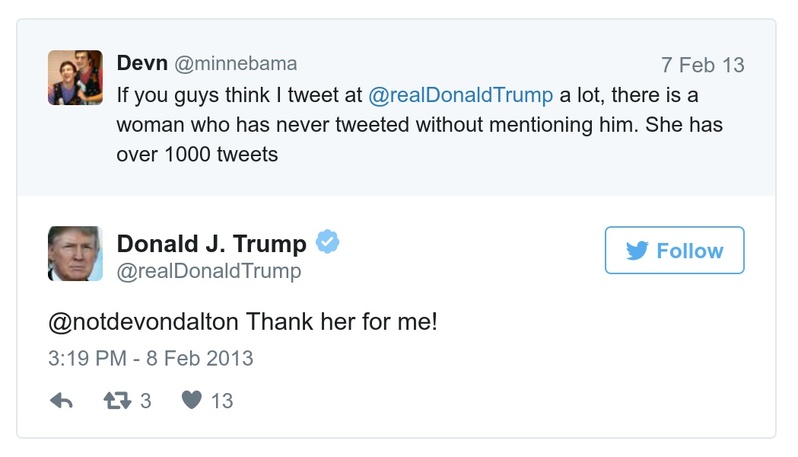 Devn @minnebama
7 Feb 13
If you guys think I tweet at @realDonaldTrump a lot, there is a
woman who has never tweeted without mentioning him. She has
over 1000 tweets
Donald J. Trump
@realDonaldTrump
Follow
@notdevondalton Thank her for me!
3:19 PM - 8 Feb 2013
3
13